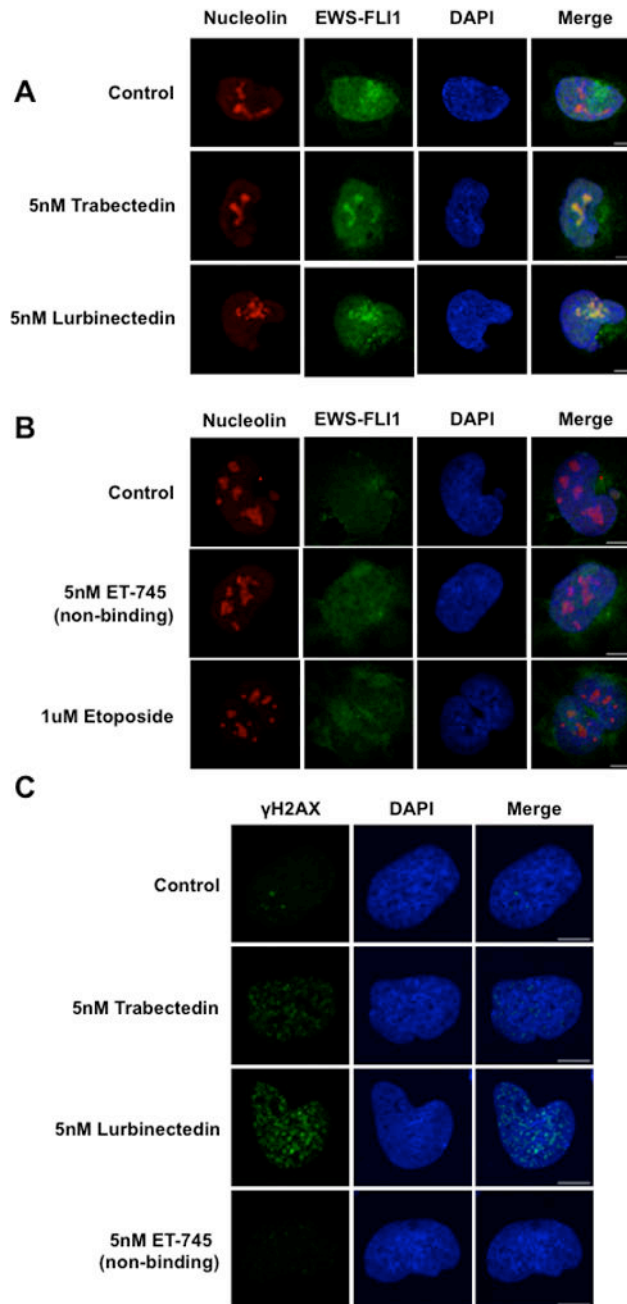 Nucleolin EWS-FLI1 DAPI Merge
A
Control
5nM Trabectedin
5nM Lurbinectedin
B
Nucleolin EWS-FLI1 DAPI Merge
Control
5nM ET-745
(non-binding)
1uM Etoposide
C
γH2AX DAPI Merge
Control
5nM Trabectedin
5nM Lurbinectedin
5nM ET-745
(non-binding)